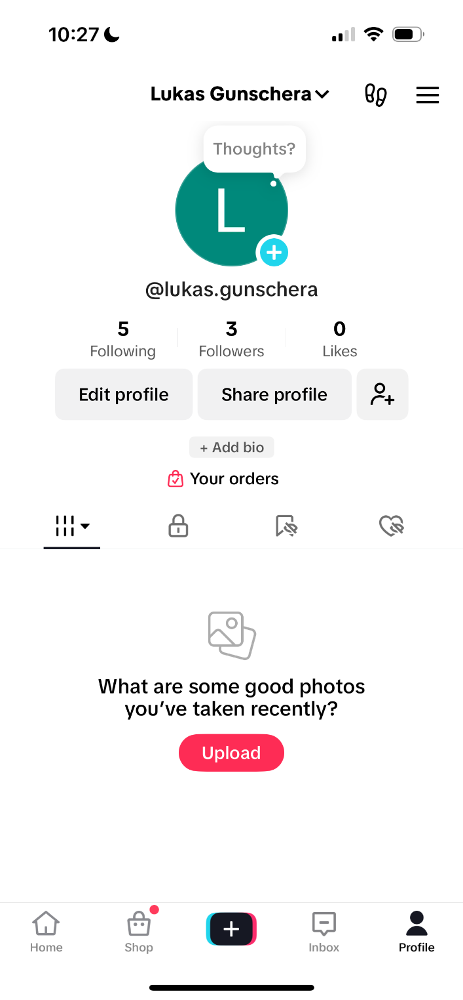 10:27
Lukas Gunschera
Thoughts?
L
@lukas.gunschera
5 3 0
Following Followers Likes
Edit profile Share profile
+ Add bio
Your orders
What are some good photos
you’ve taken recently?
Upload
Home Shop Inbox Profile